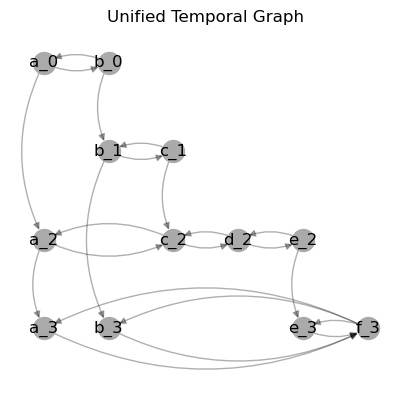 Unified Temporal Graph
a_0 b_0
b_1 c_1
a_2 c_2 d_2 e_2
a_3 b_3 e_3 f_3